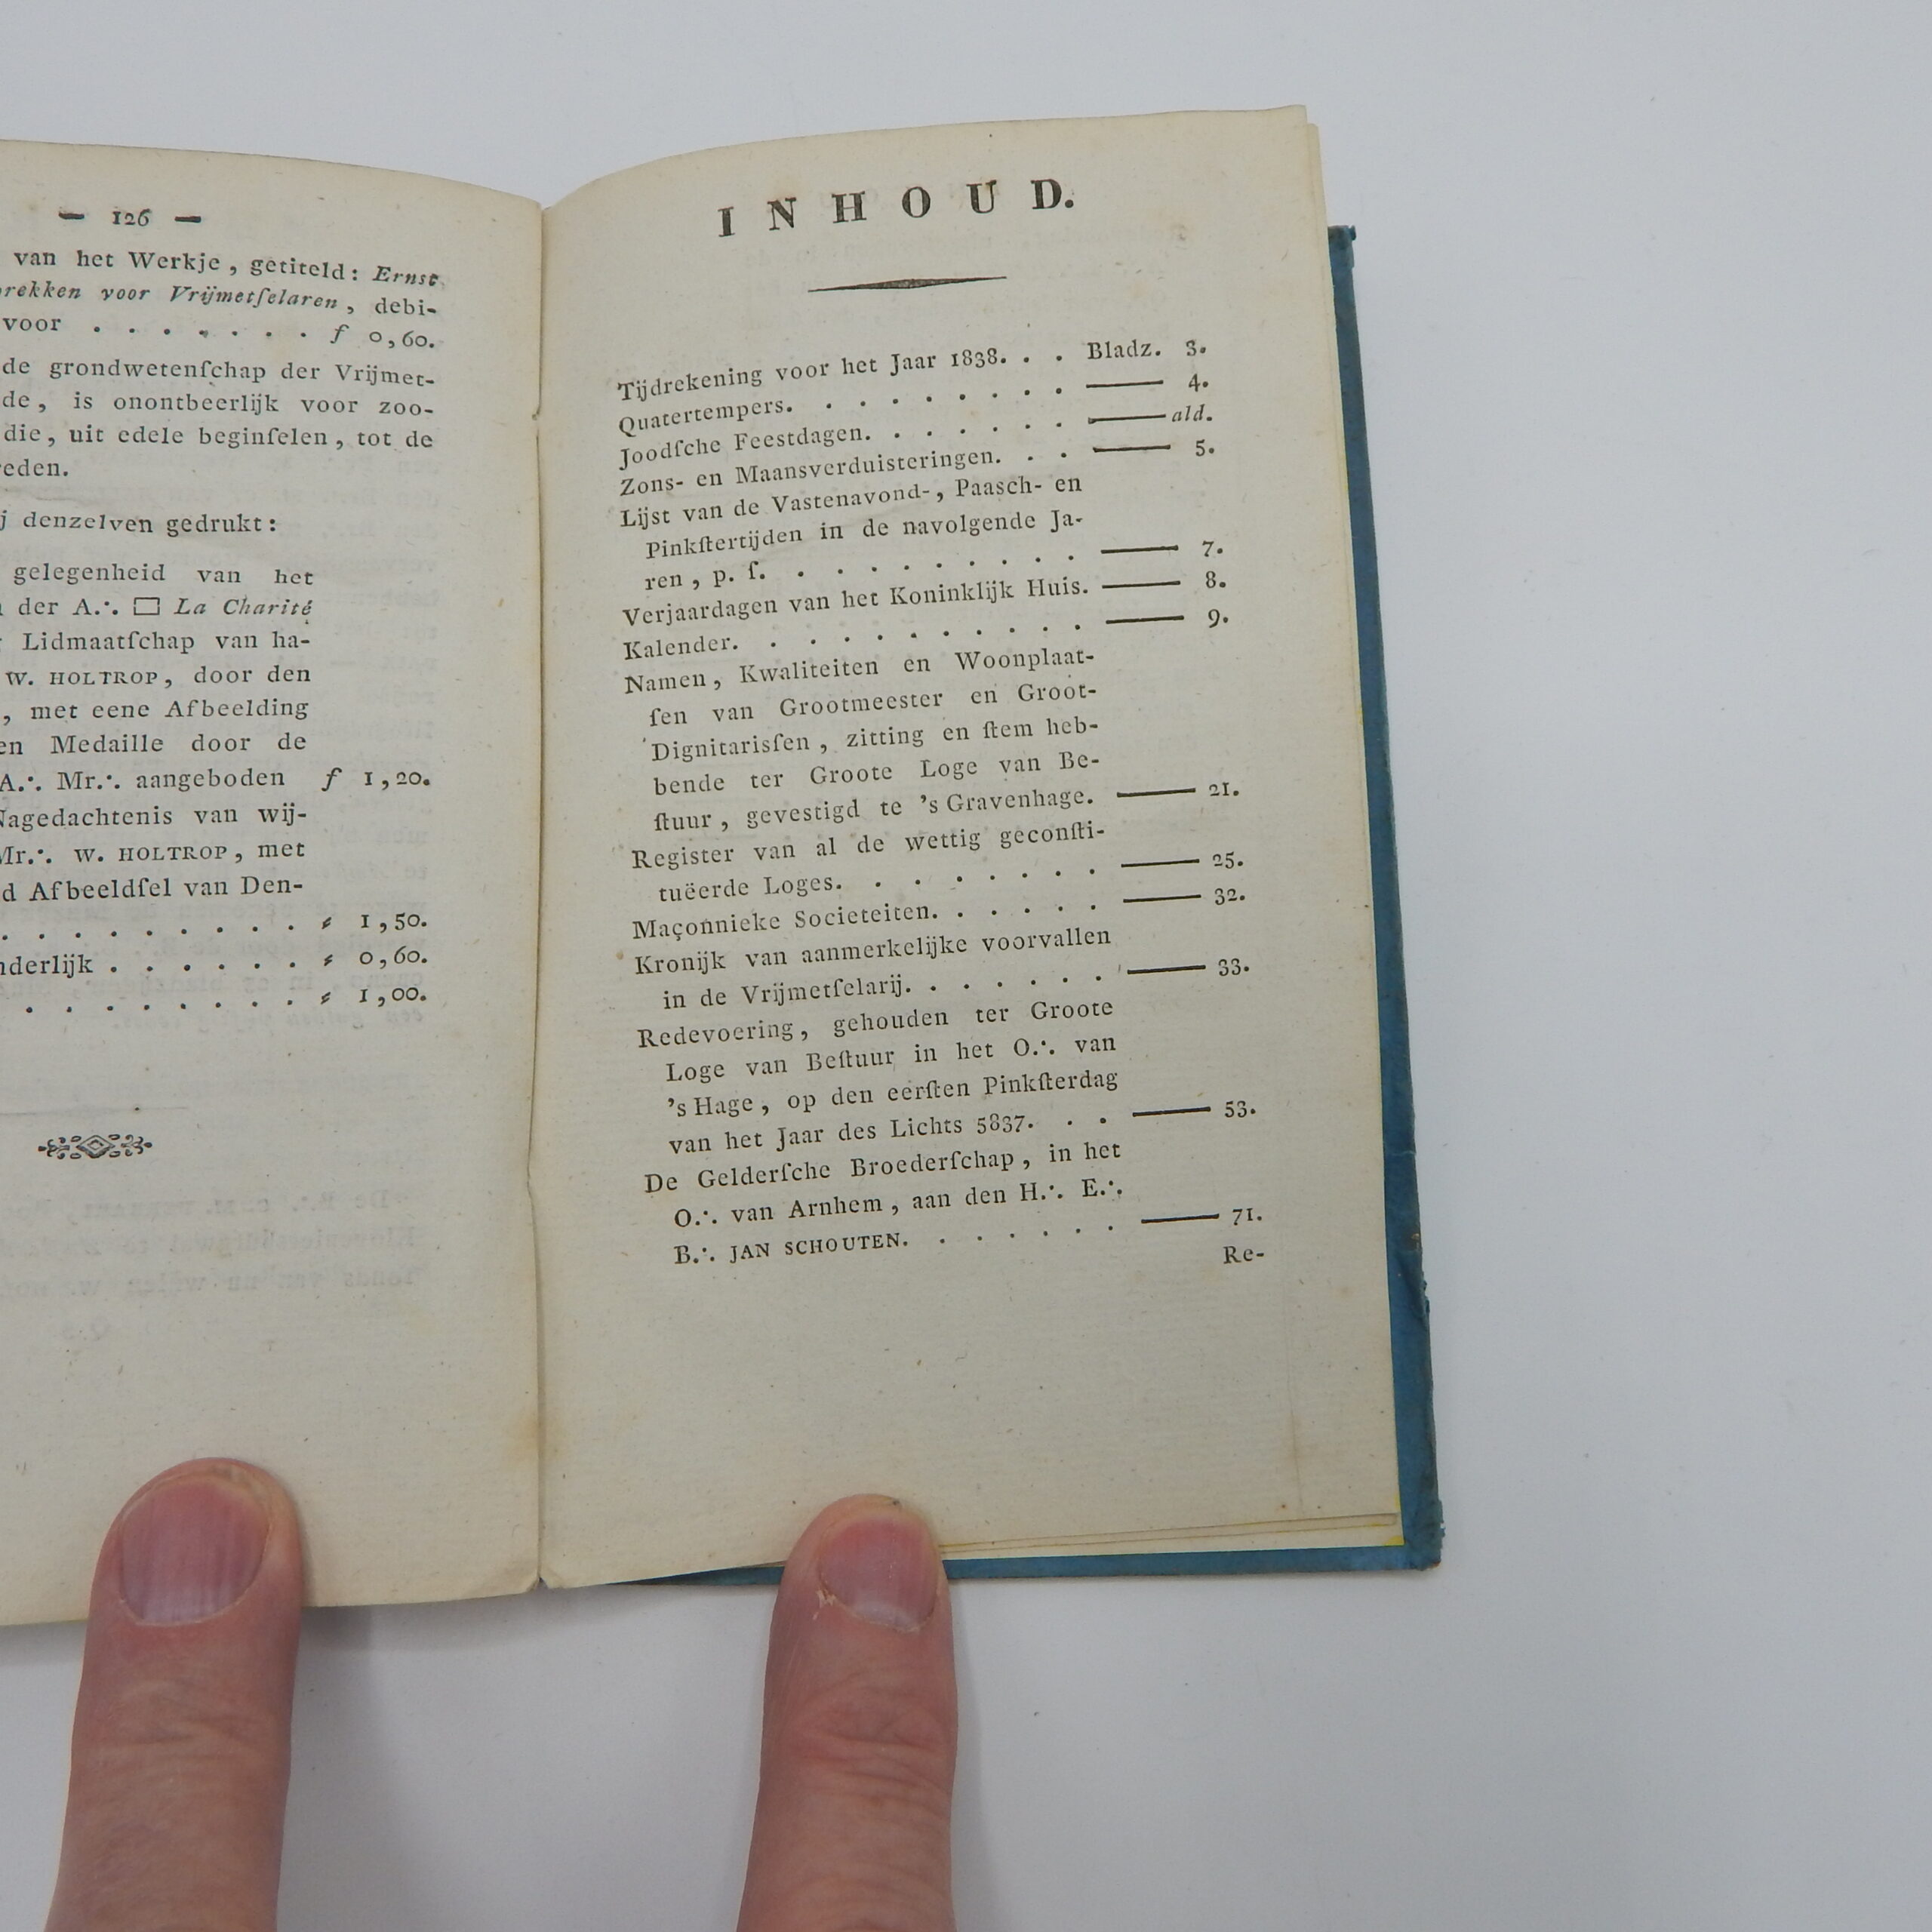 — 126 —
van het Werkje, getiteld: Ernst
voor Vrijmetſelaren, debi-
voor . . . . . . . ƒ 0,60.
de grondwetenſchap der Vrijmet-
de, is onontbeerlijk voor zoo-
die, uit edele beginſelen, tot de
denzelven gedrukt:
gelegenheid van het
der A.∙. ▭ La Charité
Lidmaatſchap van ha-
W. HOLTROP, door den
, met eene Afbeelding
Medaille door de
A.∙. Mr.∙. aangeboden ƒ 1,20.
Nagedachtenis van wij-
Mr.∙. W. HOLTROP, met
Afbeeldſel van Den-
. . . . . . . . . 1,50.
. . . . . . 0,60.
. . . . . . . . . 1,00.
INHOUD.
Tijdrekening voor het Jaar 1838. . . Bladz. 3.
Quatertempers. . . . . . . . . —— 4.
Joodſche Feestdagen. . . . . . . —— ald.
Zons- en Maansverduisteringen. . . —— 5.
Lijst van de Vastenavond-, Paasch- en
Pinkſtertijden in de navolgende Ja-
ren, p. ſ. . . . . . . . . . —— 7.
Verjaardagen van het Koninklijk Huis. —— 8.
Kalender. . . . . . . . . . —— 9.
Namen, Kwaliteiten en Woonplaat-
ſen van Grootmeester en Groot-
Dignitarisſen, zitting en ſtem heb-
bende ter Groote Loge van Be-
ſtuur, gevestigd te 's Gravenhage. —— 21.
Register van al de wettig geconſti-
tuëerde Loges. . . . . . . . —— 25.
Maçonnieke Societeiten. . . . . . —— 32.
Kronijk van aanmerkelijke voorvallen
in de Vrijmetſelarij. . . . . . . —— 33.
Redevoering, gehouden ter Groote
Loge van Beſtuur in het O.∙. van
's Hage, op den eerſten Pinkſterdag
van het Jaar des Lichts 5837. . . —— 53.
De Gelderſche Broederſchap, in het
O.∙. van Arnhem, aan den H.∙. E.∙.
B.∙. JAN SCHOUTEN. . . . . . . —— 71.
Re-